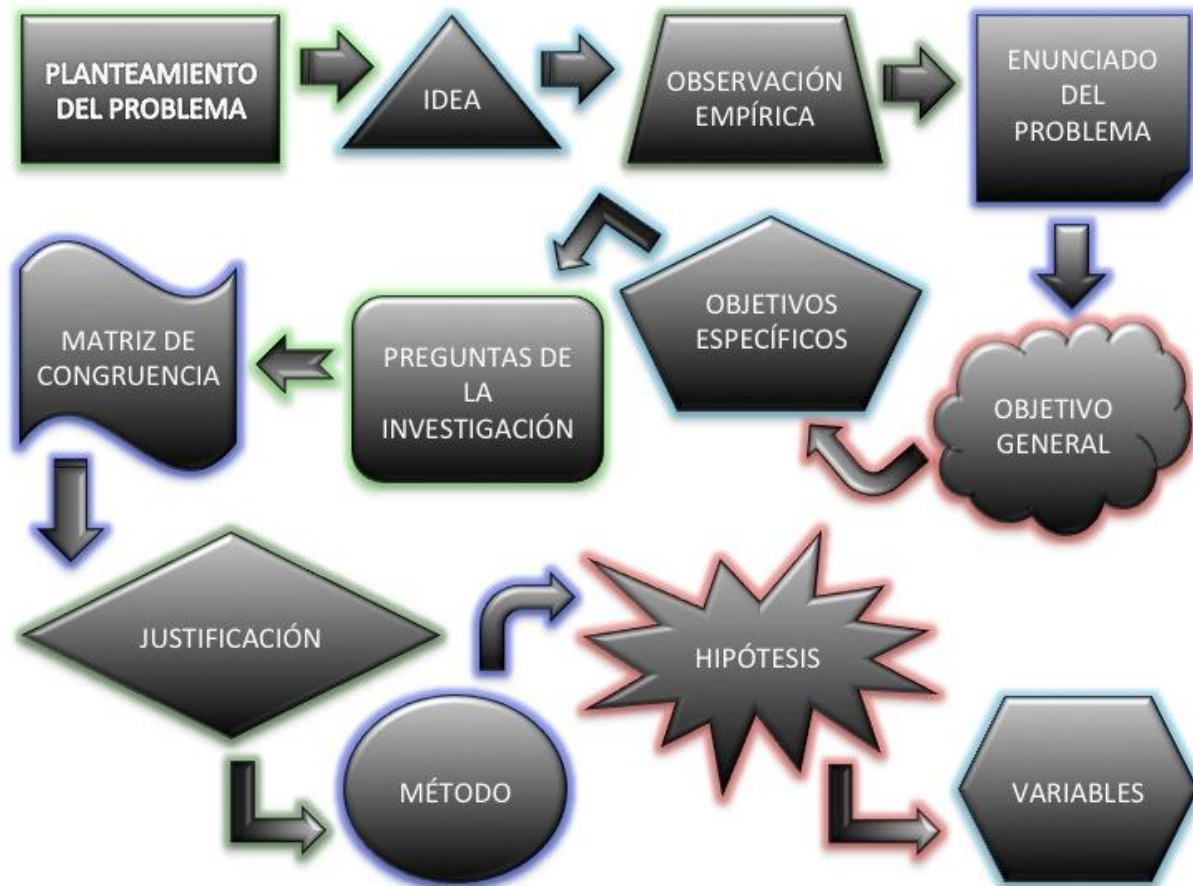 PLANTEAMIENTO
DEL PROBLEMA
IDEA
OBSERVACIÓN
EMPÍRICA
ENUNCIADO
DEL
PROBLEMA
OBJETIVO
GENERAL
OBJETIVOS
ESPECÍFICOS
PREGUNTAS DE
LA
INVESTIGACIÓN
MATRIZ DE
CONGRUENCIA
JUSTIFICACIÓN
MÉTODO
HIPÓTESIS
VARIABLES